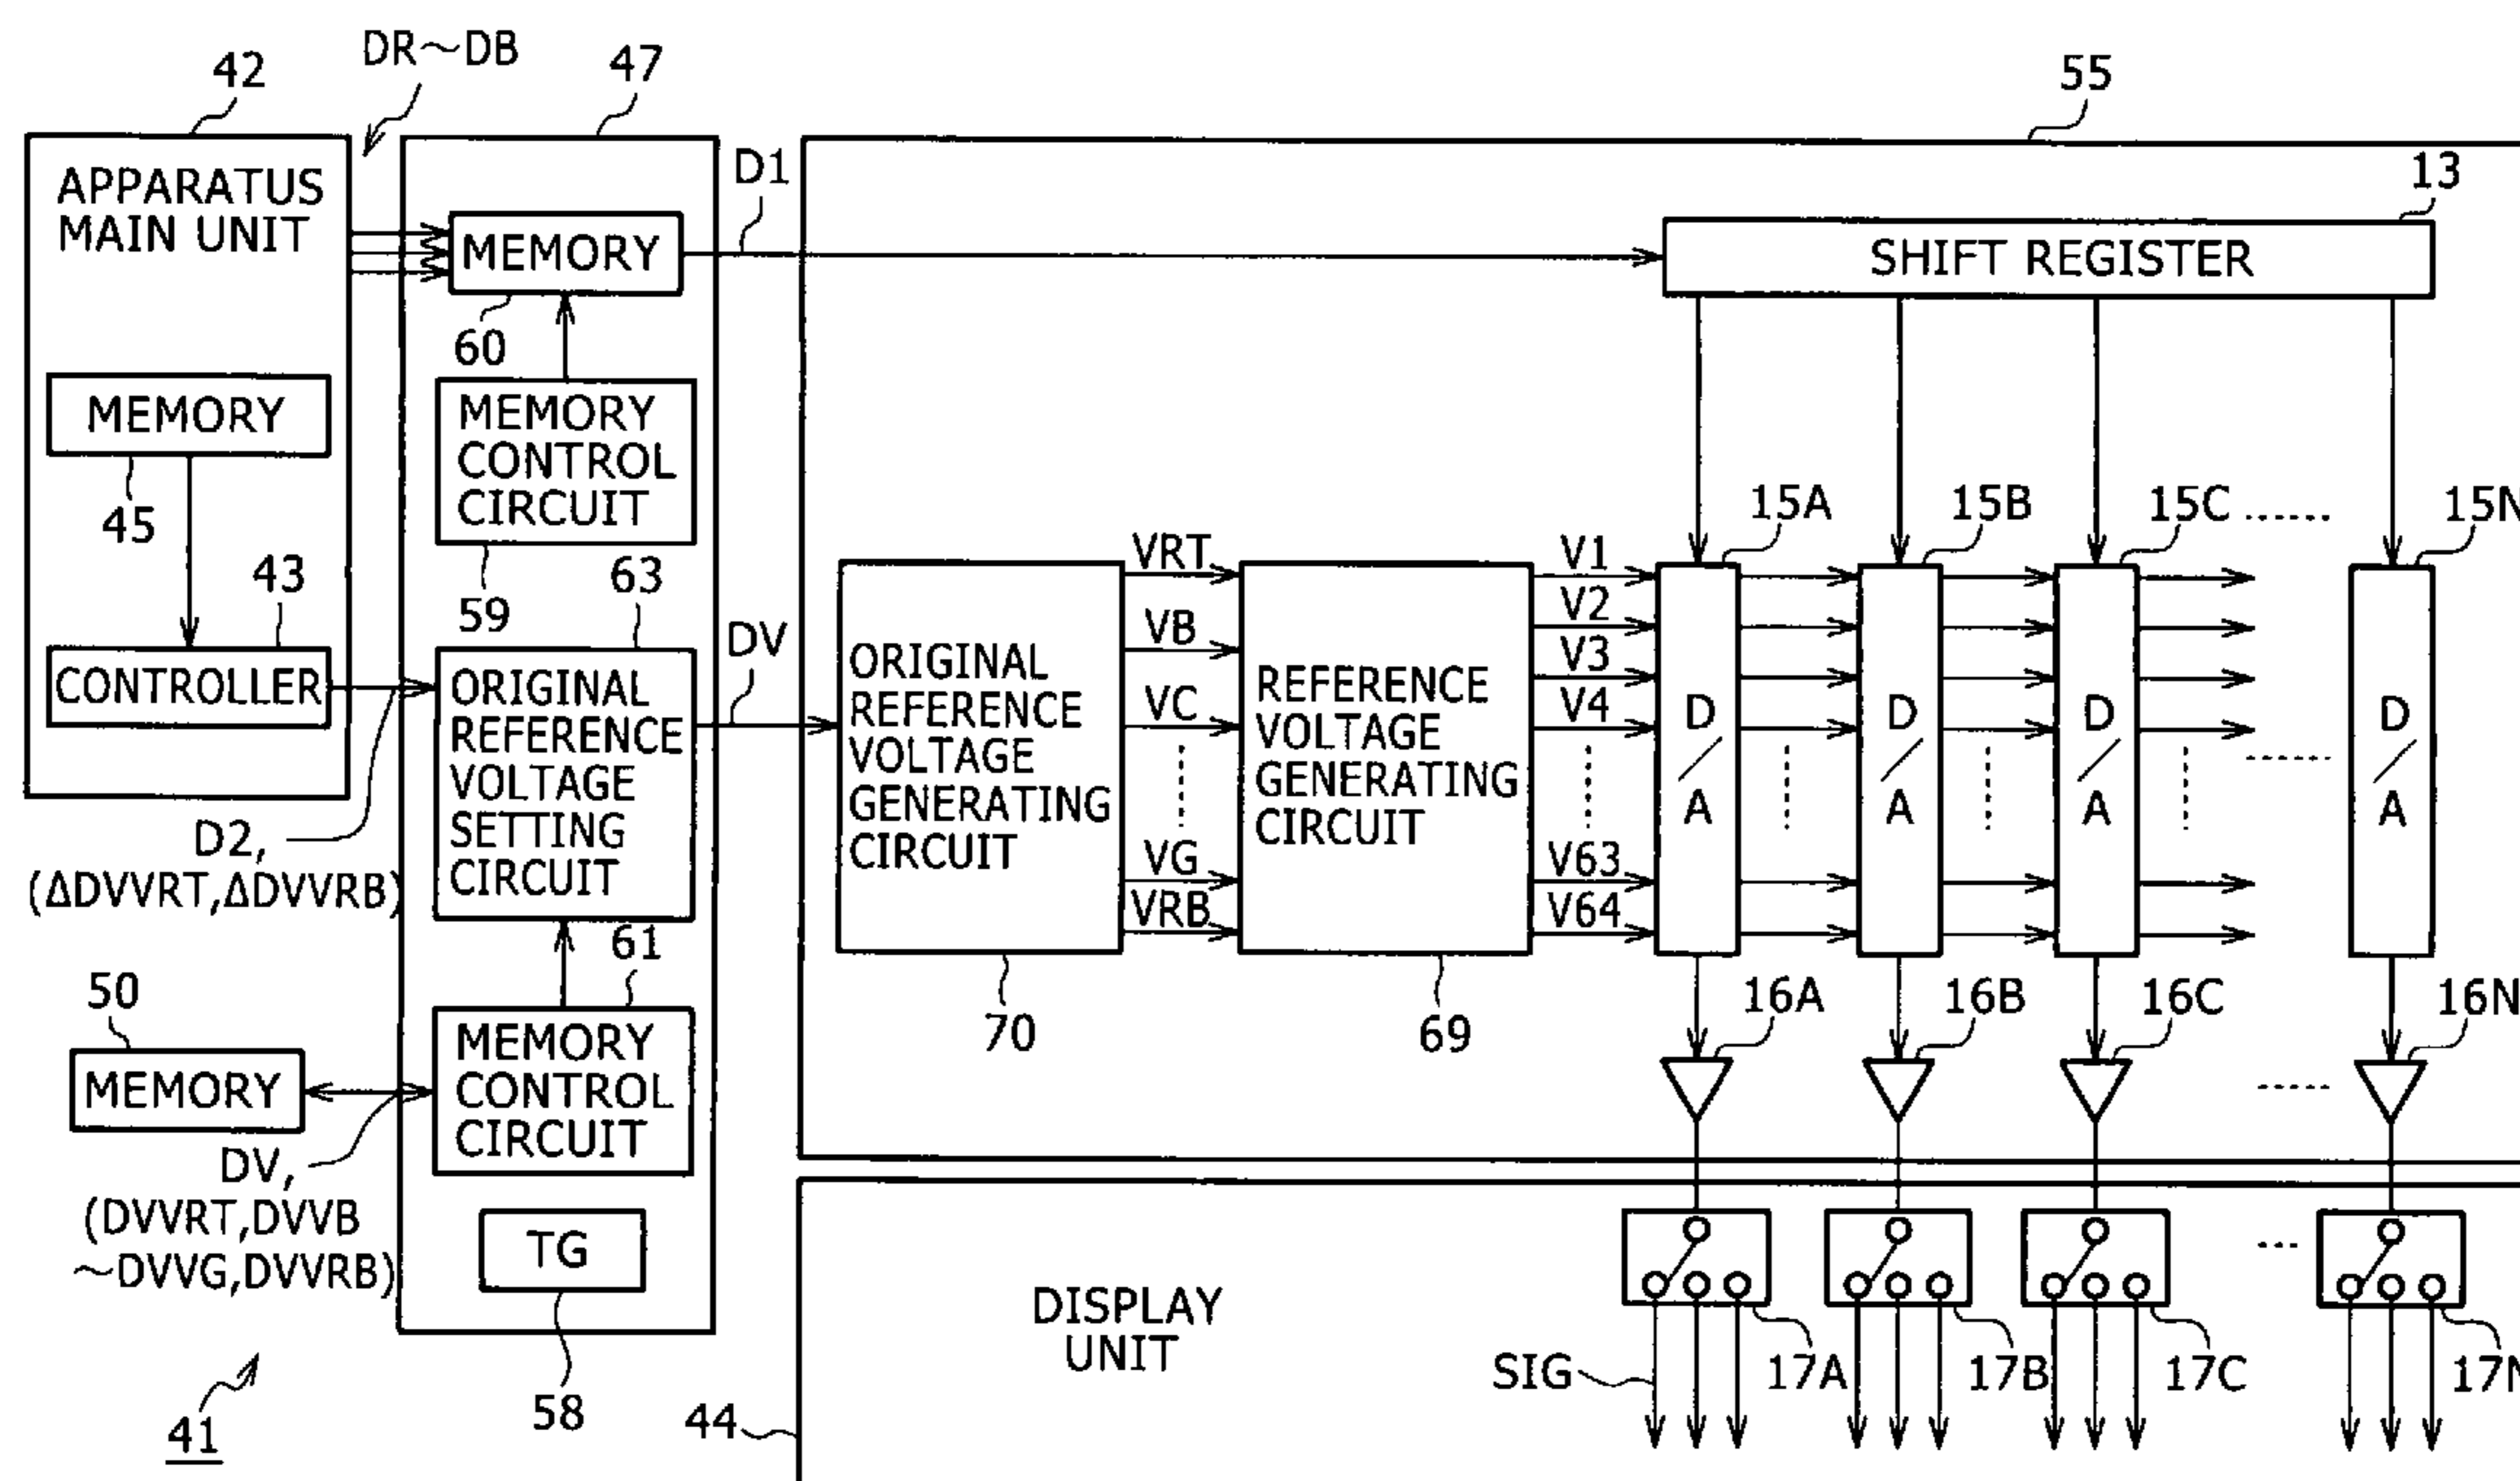 42
DR~DB
47
55
APPARATUS
MAIN UNIT
D1
13
MEMORY
SHIFT REGISTER
60
MEMORY
45
MEMORY
CONTROL
CIRCUIT
59
43
CONTROLLER
63
ORIGINAL
REFERENCE
VOLTAGE
SETTING
CIRCUIT
DV
D2,
(ΔDVVRT,ΔDVVRB)
ORIGINAL
REFERENCE
VOLTAGE
GENERATING
CIRCUIT
70
VRT
VB
VC
VG
VRB
REFERENCE
VOLTAGE
GENERATING
CIRCUIT
69
V1
V2
V3
V4
V63
V64
15A
15B
15C
15N
D/A
D/A
D/A
D/A
16A
16B
16C
16N
50
MEMORY
61
MEMORY
CONTROL
CIRCUIT
DV,
(DVVRT,DVVB
~DVVG,DVVRB)
TG
58
41
44
DISPLAY
UNIT
SIG
17A
17B
17C
17N